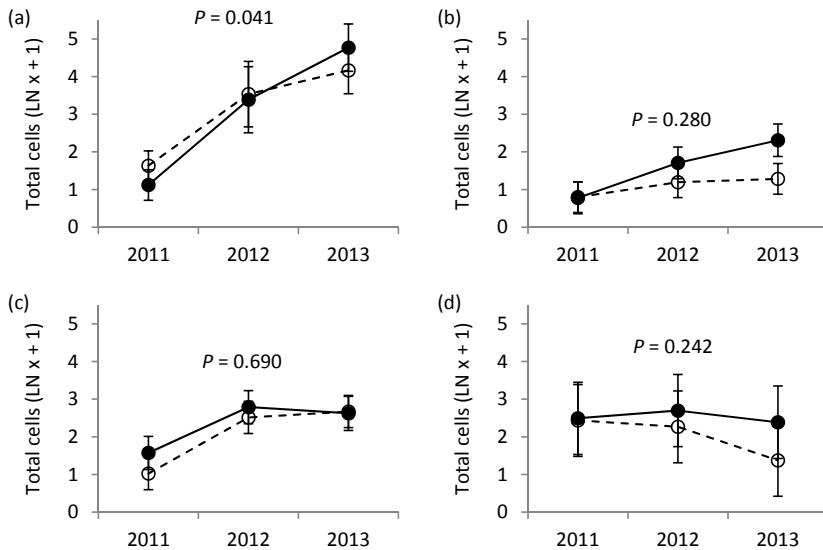 (a)
P = 0.041
Total cells (LN x + 1)
5
4
3
2
1
0
2011 2012 2013
(b)
P = 0.280
Total cells (LN x + 1)
5
4
3
2
1
0
2011 2012 2013
(c)
P = 0.690
Total cells (LN x + 1)
5
4
3
2
1
0
2011 2012 2013
(d)
P = 0.242
Total cells (LN x + 1)
5
4
3
2
1
0
2011 2012 2013